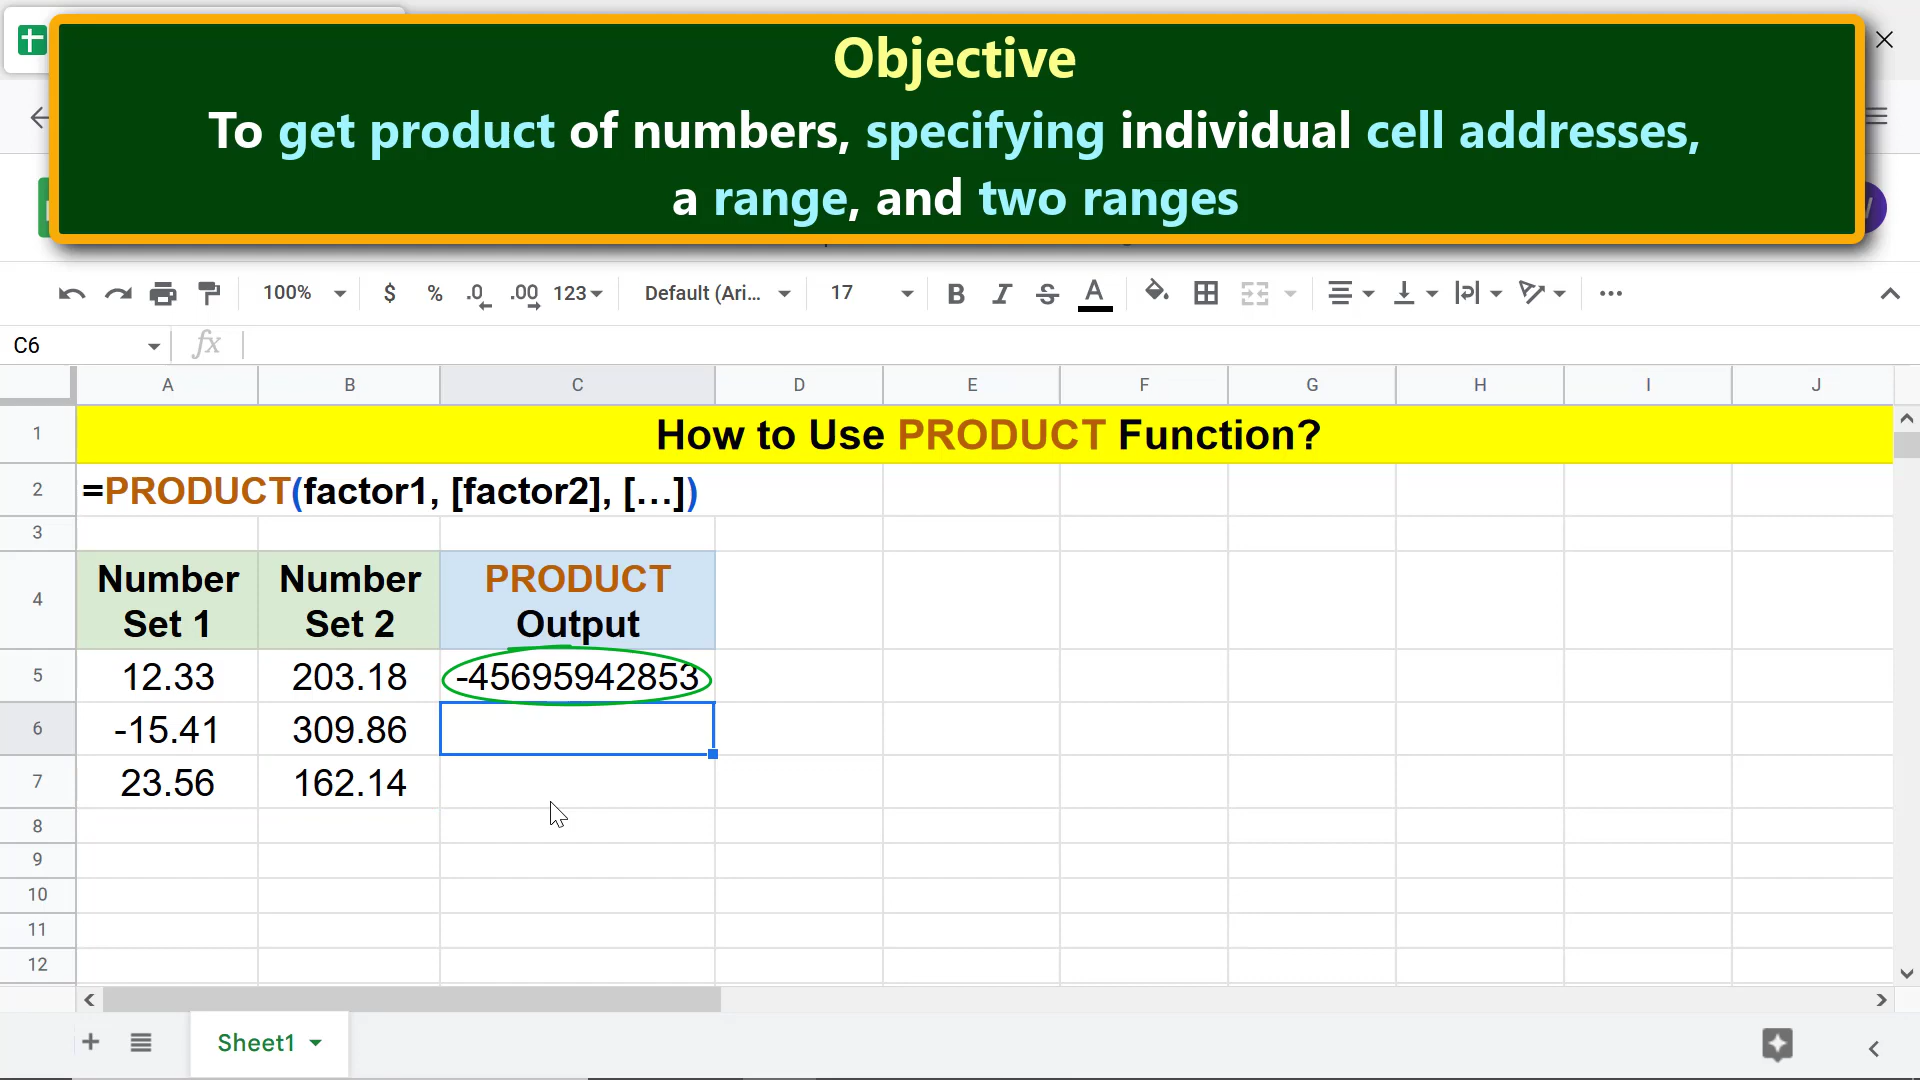 Objective
To get product of numbers, specifying individual cell addresses,
a range, and two ranges
100% $ % .0 .00 123 Default (Ari... 17 B I S A
C6 fx
A B C D E F G H I J
1 How to Use PRODUCT Function?
2 =PRODUCT(factor1, [factor2], [...])
3
4 Number Set 1 Number Set 2 PRODUCT Output
5 12.33 203.18 -45695942853
6 -15.41 309.86
7 23.56 162.14
8
9
10
11
12
Sheet1